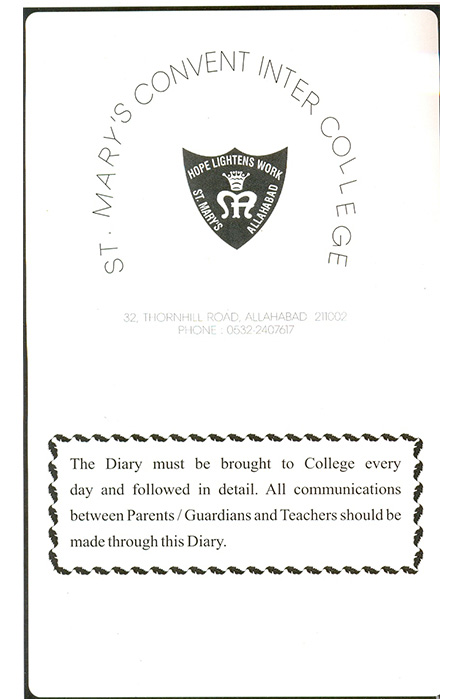 ST. MARY'S CONVENT INTER COLLEGE
HOPE LIGHTENS WORK
ST. MARY'S
ALLAHABAD
32, THORNHILL ROAD, ALLAHABAD 211002
PHONE : 0532-2407617
The Diary must be brought to College every
day and followed in detail. All communications
between Parents / Guardians and Teachers should be
made through this Diary.